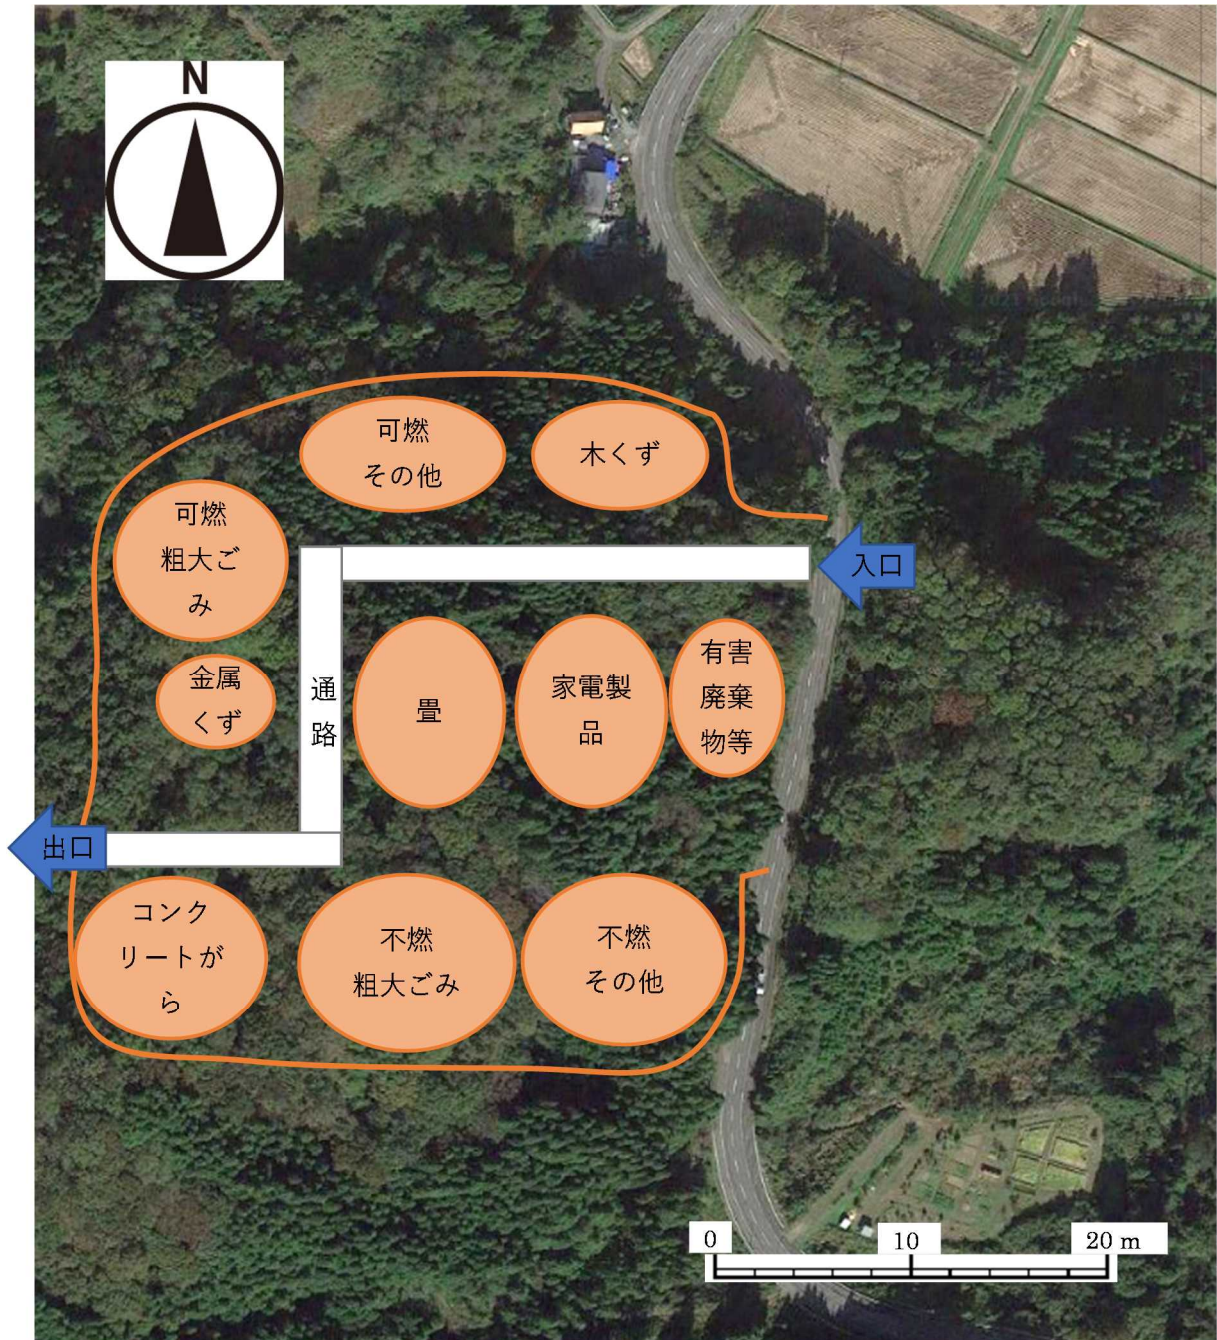 N
可燃
その他
木くず
可燃
粗大ご
み
入口
金属
くず
通
路
畳
家電製
品
有害
廃棄
物等
出口
コンク
リートが
ら
不燃
粗大ごみ
不燃
その他
0
10
20 m